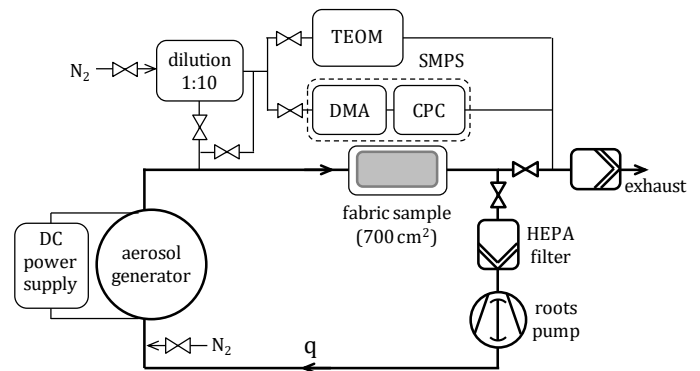 TEOM
dilution
1:10
N₂
SMPS
DMA
CPC
exhaust
fabric sample
(700 cm²)
HEPA
filter
DC
power
supply
aerosol
generator
roots
pump
N₂
q